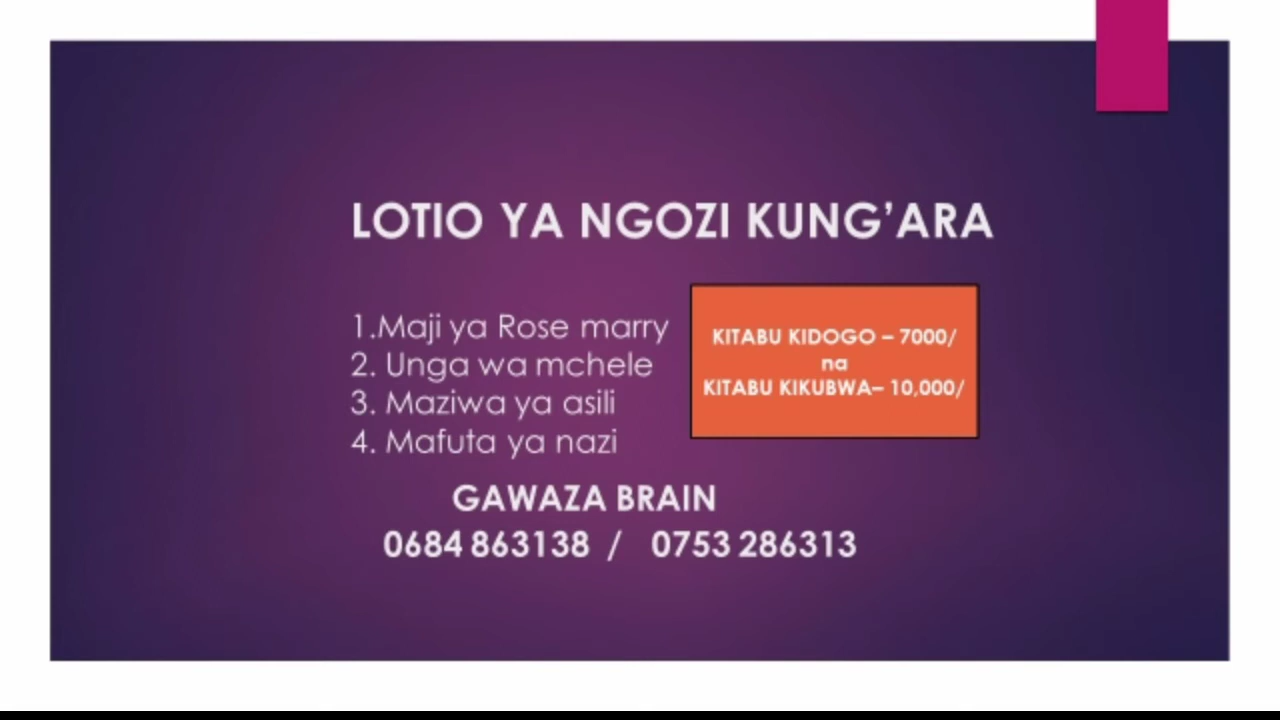 LOTIO YA NGOZI KUNG'ARA
1.Maji ya Rose marry
2. Unga wa mchele
3. Maziwa ya asili
4. Mafuta ya nazi
KITABU KIDOGO – 7000/
na
KITABU KIKUBWA– 10,000/
GAWAZA BRAIN
0684 863138 / 0753 286313